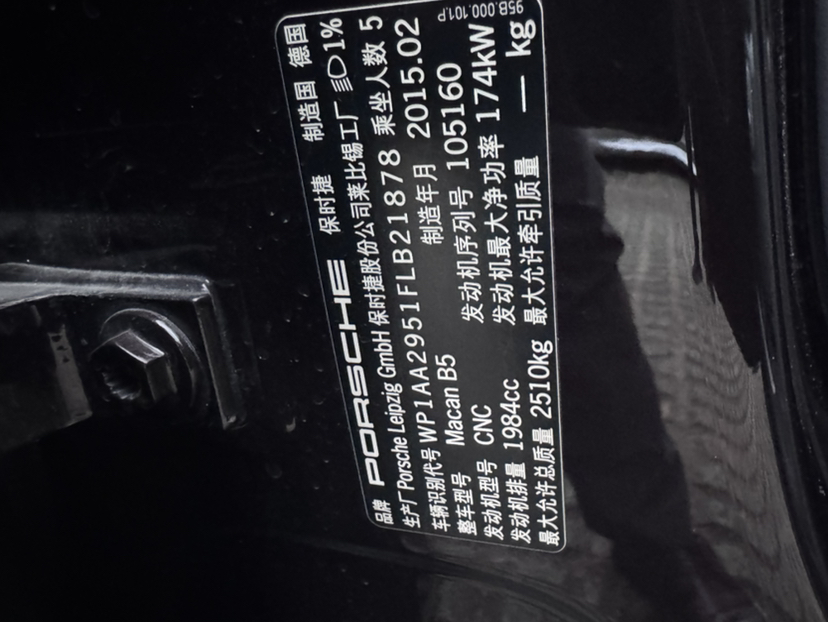 95B.000.101.P
品牌 PORSCHE 保时捷 制造国 德国
生产厂 Porsche Leipzig GmbH 保时捷股份公司莱比锡工厂 1%
车辆识别代号 WP1AA2951FLB21878 乘坐人数 5
整车型号 Macan B5 制造年月 2015.02
发动机型号 CNC 发动机序列号 105160
发动机排量 1984cc 发动机最大净功率 174kW
最大允许总质量 2510kg 最大允许牵引质量 — kg